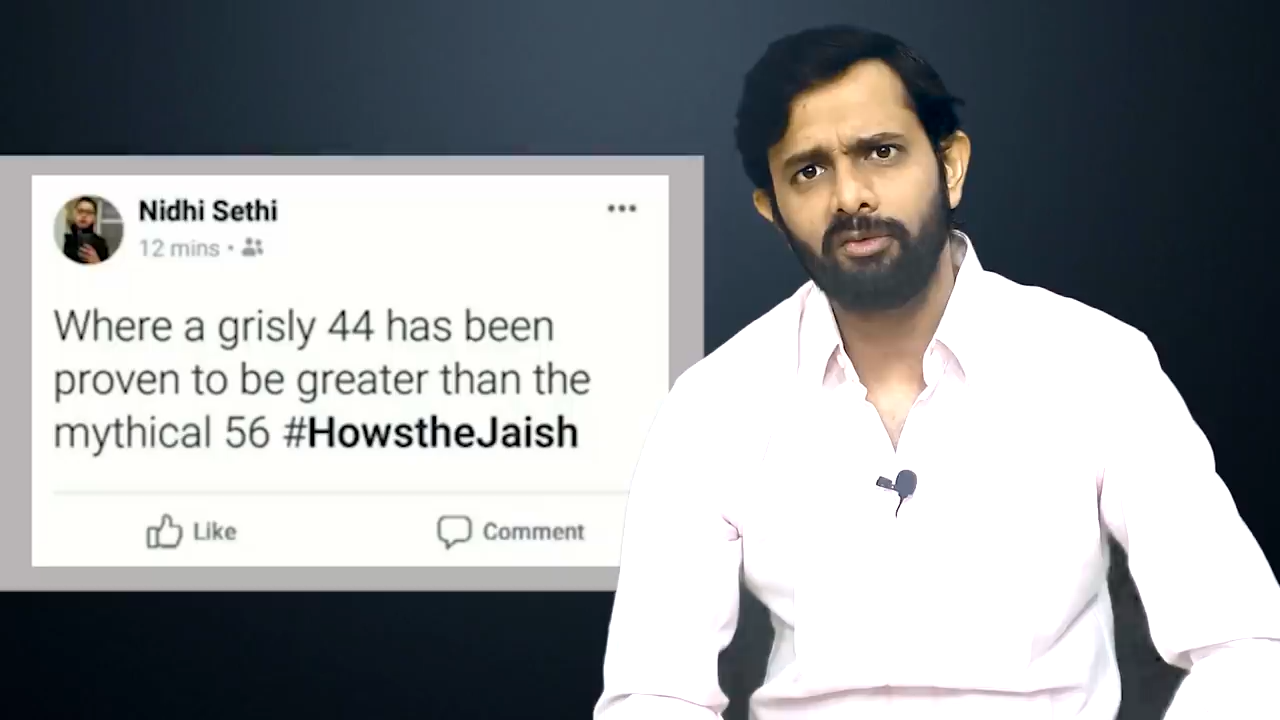 Nidhi Sethi
12 mins
Where a grisly 44 has been
proven to be greater than the
mythical 56 #HowstheJaish
Like
Comment